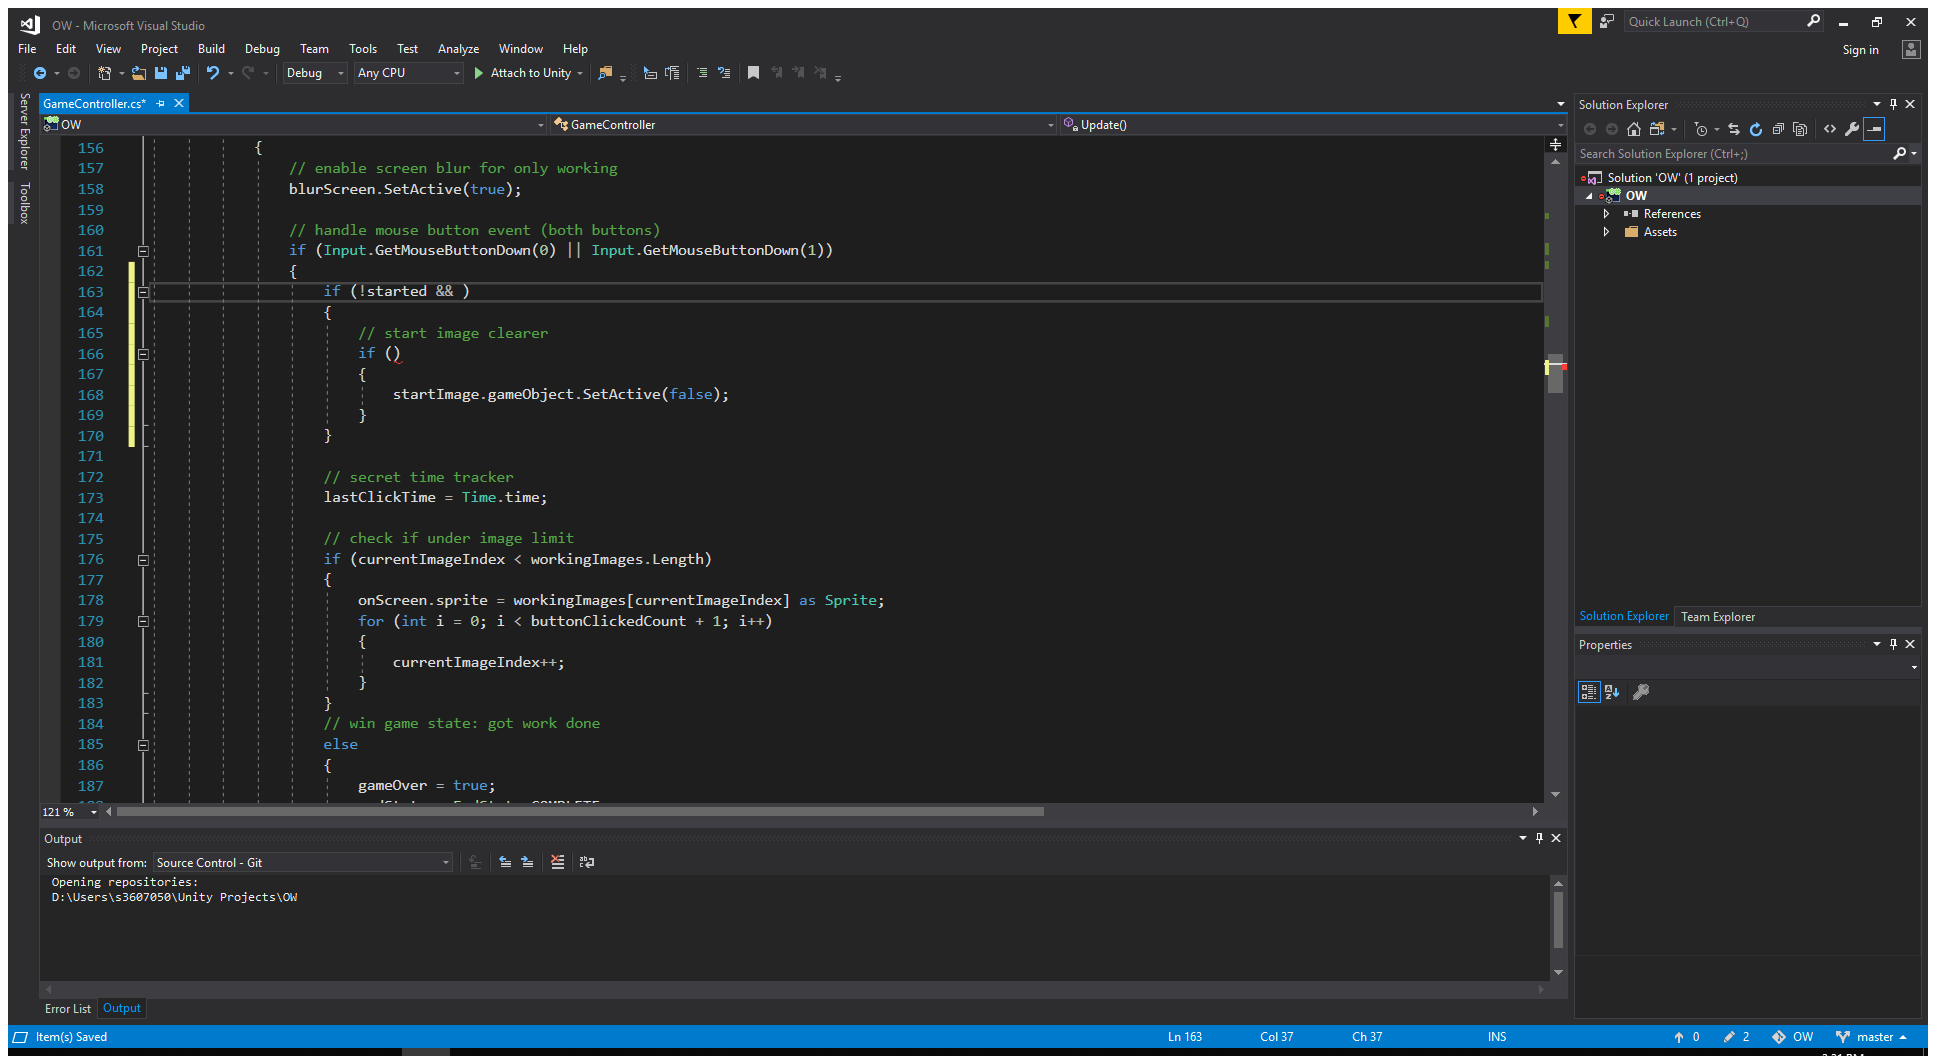 OW - Microsoft Visual Studio
Quick Launch (Ctrl+Q)
File Edit View Project Build Debug Team Tools Test Analyze Window Help
Sign in
Debug Any CPU Attach to Unity
Server Explorer
Toolbox
GameController.cs*
OW GameController Update()
156 {
157 // enable screen blur for only working
158 blurScreen.SetActive(true);
159
160 // handle mouse button event (both buttons)
161 if (Input.GetMouseButtonDown(0) || Input.GetMouseButtonDown(1))
162 {
163 if (!started && )
164 {
165 // start image clearer
166 if ()
167 {
168 startImage.gameObject.SetActive(false);
169 }
170 }
171
172 // secret time tracker
173 lastClickTime = Time.time;
174
175 // check if under image limit
176 if (currentImageIndex < workingImages.Length)
177 {
178 onScreen.sprite = workingImages[currentImageIndex] as Sprite;
179 for (int i = 0; i < buttonClickedCount + 1; i++)
180 {
181 currentImageIndex++;
182 }
183 }
184 // win game state: got work done
185 else
186 {
187 gameOver = true;
121 %
Output
Show output from: Source Control - Git
Opening repositories:
D:\Users\s3607050\Unity Projects\OW
Error List Output
Solution Explorer
Search Solution Explorer (Ctrl+;)
Solution 'OW' (1 project)
OW
References
Assets
Solution Explorer Team Explorer
Properties
Item(s) Saved Ln 163 Col 37 Ch 37 INS 0 2 OW master